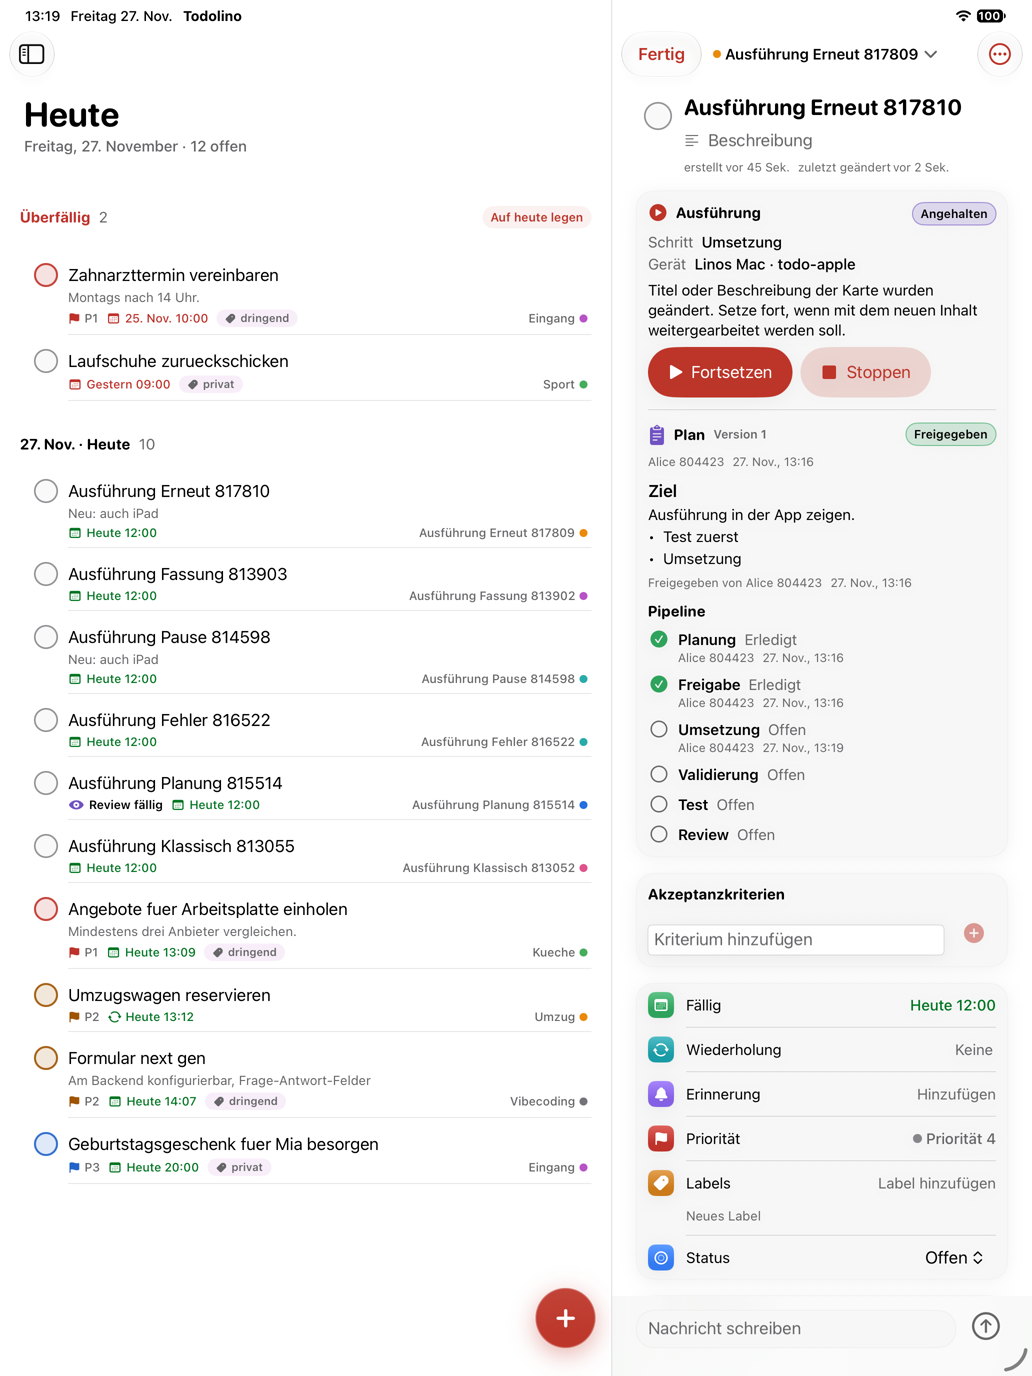 13:19 Freitag 27. Nov. Todolino
100
Heute
Freitag, 27. November · 12 offen
Überfällig 2
Auf heute legen
Zahnarzttermin vereinbaren
Montags nach 14 Uhr.
P1 25. Nov. 10:00 dringend Eingang
Laufschuhe zurueckschicken
Gestern 09:00 privat Sport
27. Nov. · Heute 10
Ausführung Erneut 817810
Neu: auch iPad
Heute 12:00 Ausführung Erneut 817809
Ausführung Fassung 813903
Heute 12:00 Ausführung Fassung 813902
Ausführung Pause 814598
Neu: auch iPad
Heute 12:00 Ausführung Pause 814598
Ausführung Fehler 816522
Heute 12:00 Ausführung Fehler 816522
Ausführung Planung 815514
Review fällig Heute 12:00 Ausführung Planung 815514
Ausführung Klassisch 813055
Heute 12:00 Ausführung Klassisch 813052
Angebote fuer Arbeitsplatte einholen
Mindestens drei Anbieter vergleichen.
P1 Heute 13:09 dringend Kueche
Umzugswagen reservieren
P2 Heute 13:12 Umzug
Formular next gen
Am Backend konfigurierbar, Frage-Antwort-Felder
P2 Heute 14:07 dringend Vibecoding
Geburtstagsgeschenk fuer Mia besorgen
P3 Heute 20:00 privat Eingang
Fertig Ausführung Erneut 817809
Ausführung Erneut 817810
Beschreibung
erstellt vor 45 Sek. zuletzt geändert vor 2 Sek.
Ausführung Angehalten
Schritt Umsetzung
Gerät Linos Mac · todo-apple
Titel oder Beschreibung der Karte wurden
geändert. Setze fort, wenn mit dem neuen Inhalt
weitergearbeitet werden soll.
Fortsetzen Stoppen
Plan Version 1 Freigegeben
Alice 804423 27. Nov., 13:16
Ziel
Ausführung in der App zeigen.
• Test zuerst
• Umsetzung
Freigegeben von Alice 804423 27. Nov., 13:16
Pipeline
Planung Erledigt
Alice 804423 27. Nov., 13:16
Freigabe Erledigt
Alice 804423 27. Nov., 13:16
Umsetzung Offen
Alice 804423 27. Nov., 13:19
Validierung Offen
Test Offen
Review Offen
Akzeptanzkriterien
Kriterium hinzufügen
Fällig Heute 12:00
Wiederholung Keine
Erinnerung Hinzufügen
Priorität Priorität 4
Labels Label hinzufügen
Neues Label
Status Offen
Nachricht schreiben